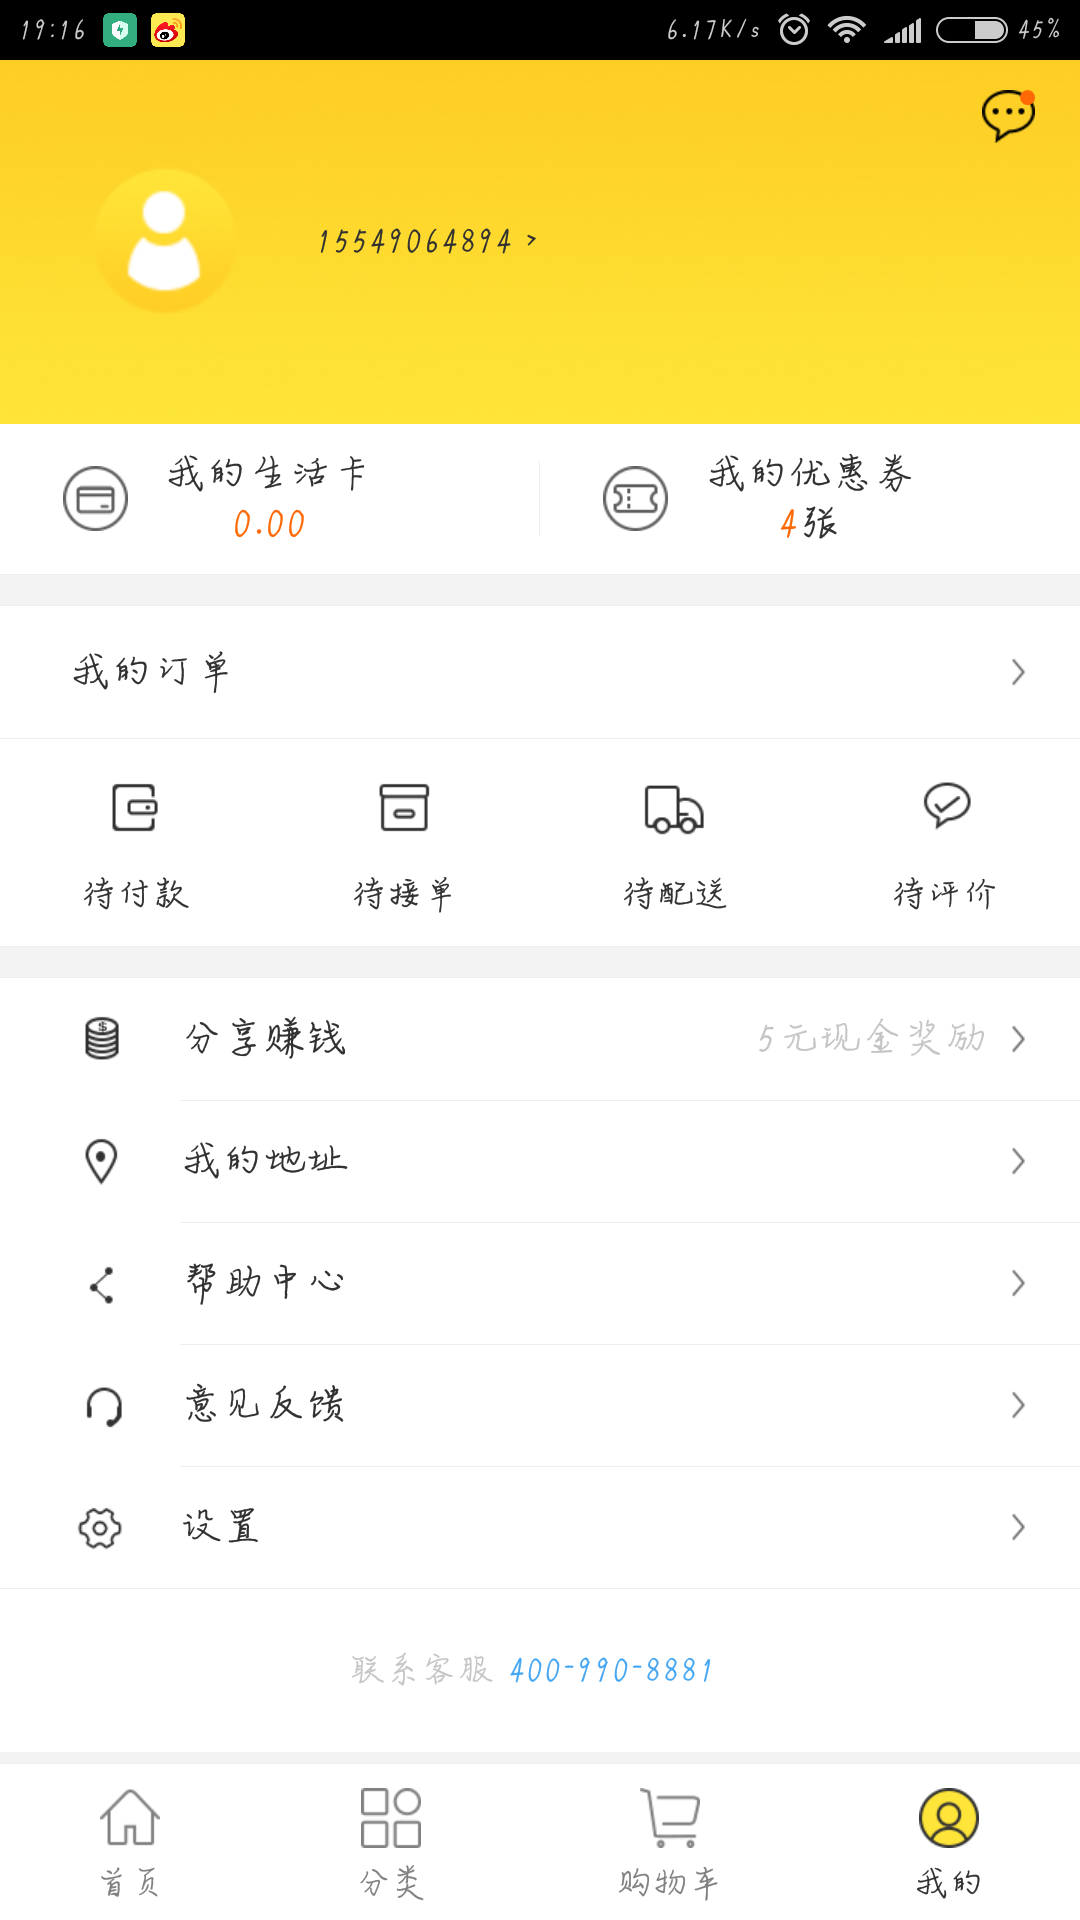 19:16 6.17K/s 45%
15549064894 >
我的生活卡 我的优惠券
0.00 4张
我的订单
待付款 待接单 待配送 待评价
分享赚钱 5元现金奖励
我的地址
帮助中心
意见反馈
设置
联系客服 400-990-8881
首页 分类 购物车 我的